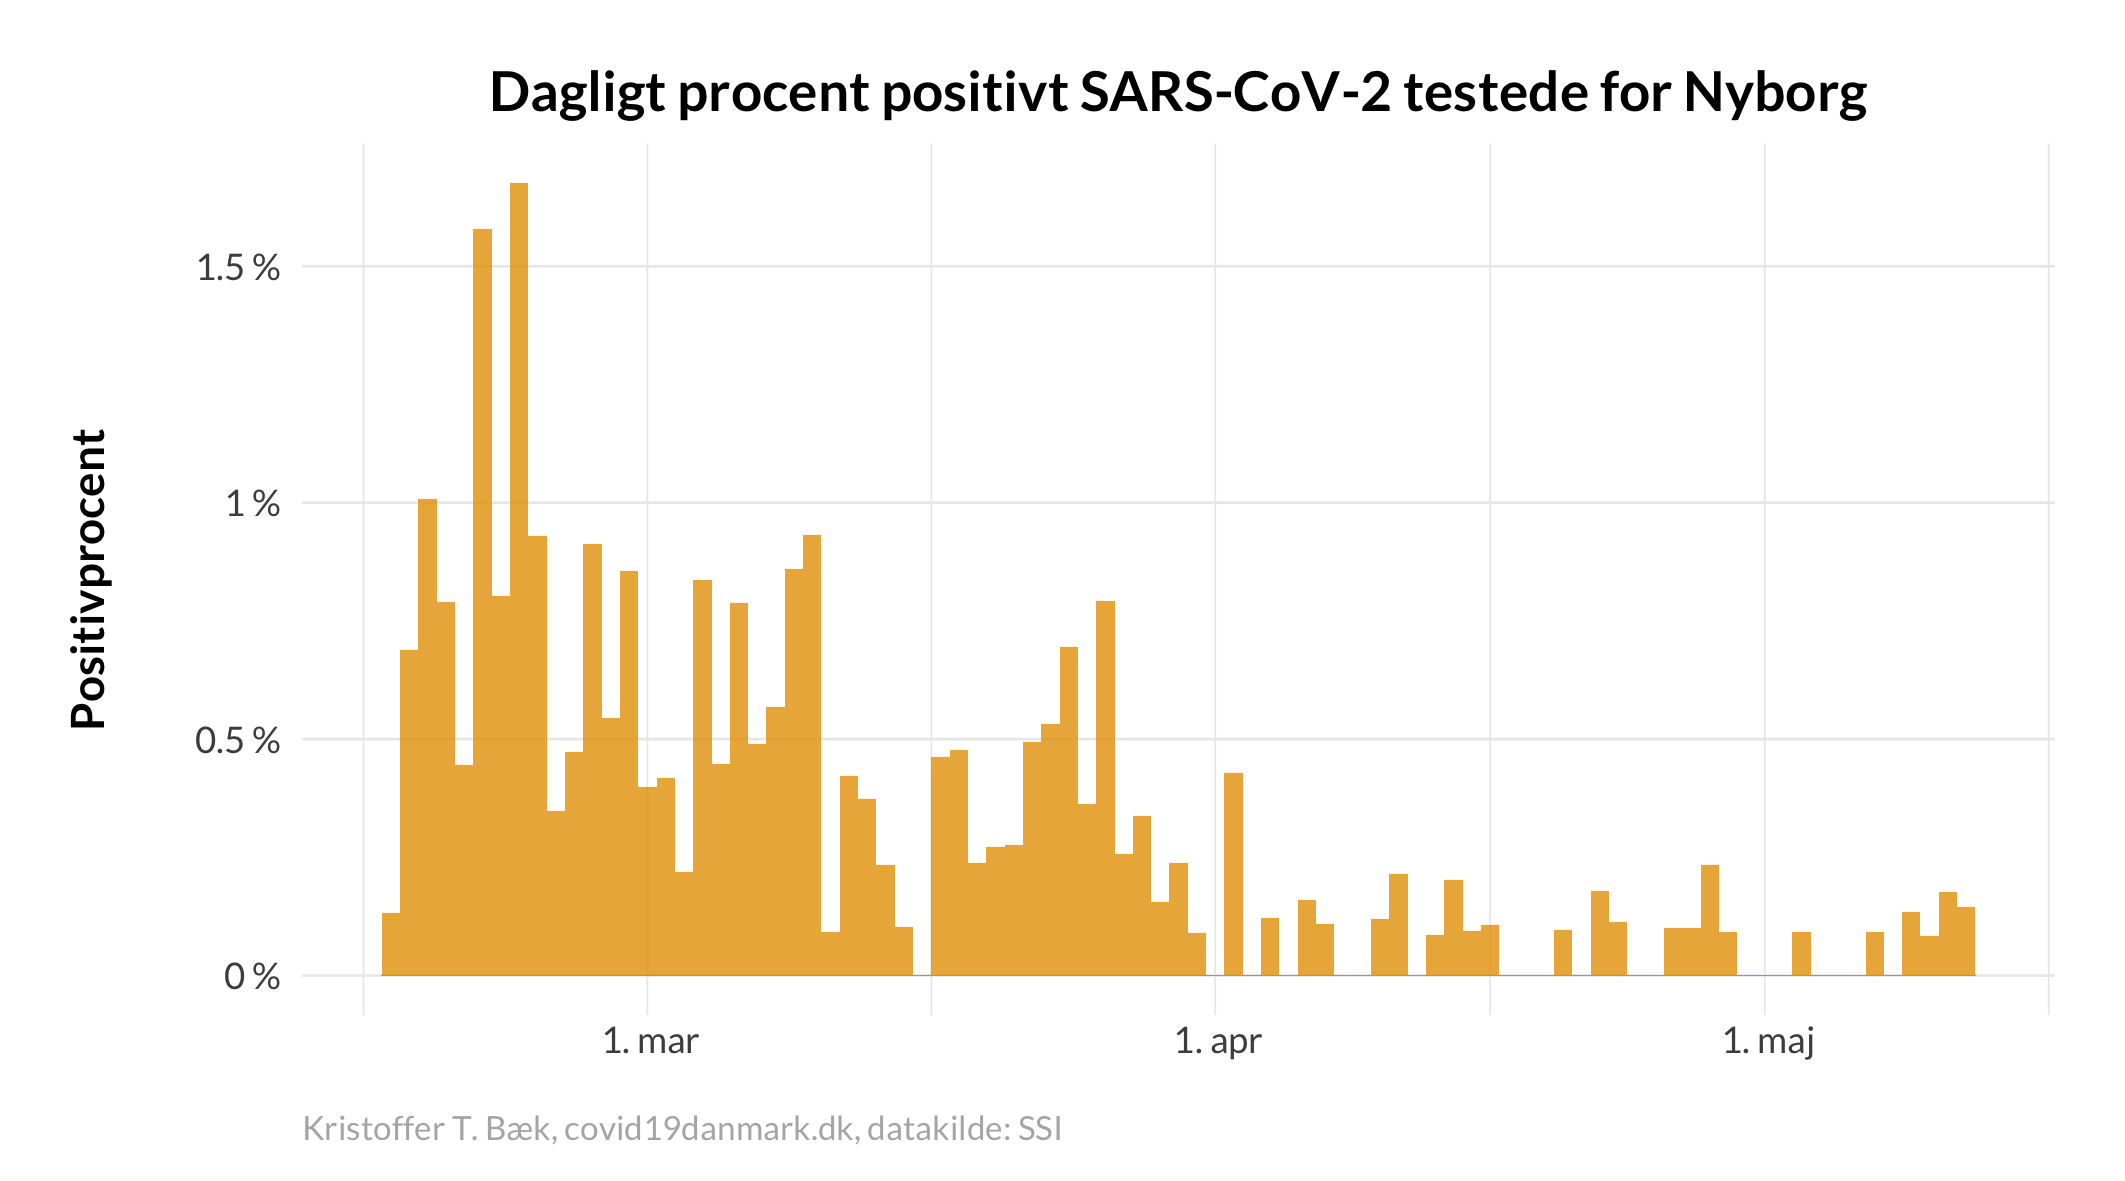 Dagligt procent positivt SARS-CoV-2 testede for Nyborg
Positivprocent
1.5 %
1 %
0.5 %
0 %
1. mar
1. apr
1. maj
Kristoffer T. Bæk, covid19danmark.dk, datakilde: SSI